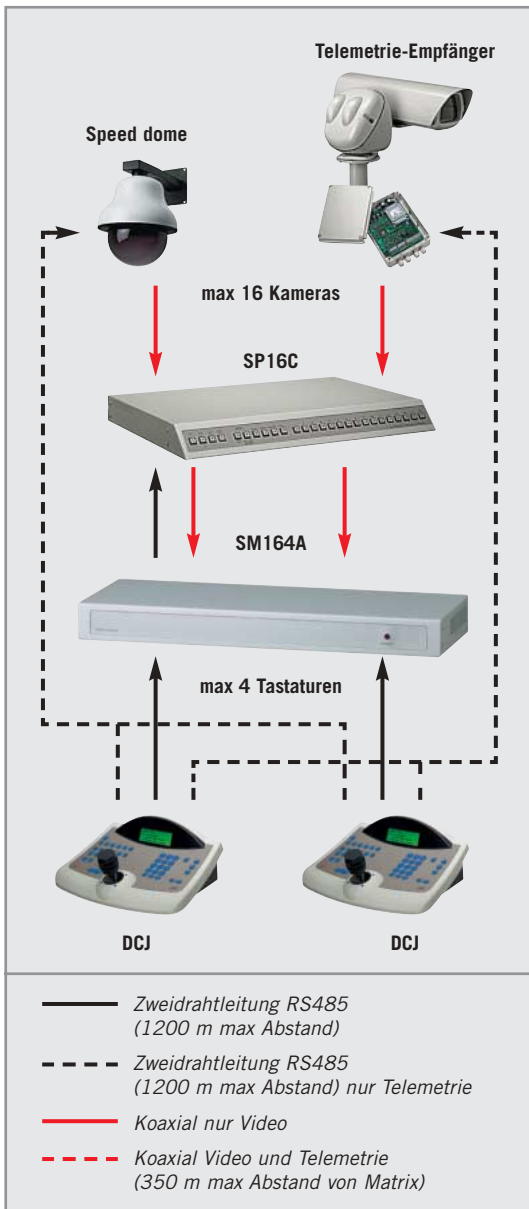 Telemetrie-Empfänger
Speed dome
max 16 Kameras
SP16C
SM164A
max 4 Tastaturen
DCJ
DCJ
Zweidrahtleitung RS485
(1200 m max Abstand)
Zweidrahtleitung RS485
(1200 m max Abstand) nur Telemetrie
Koaxial nur Video
Koaxial Video und Telemetrie
(350 m max Abstand von Matrix)